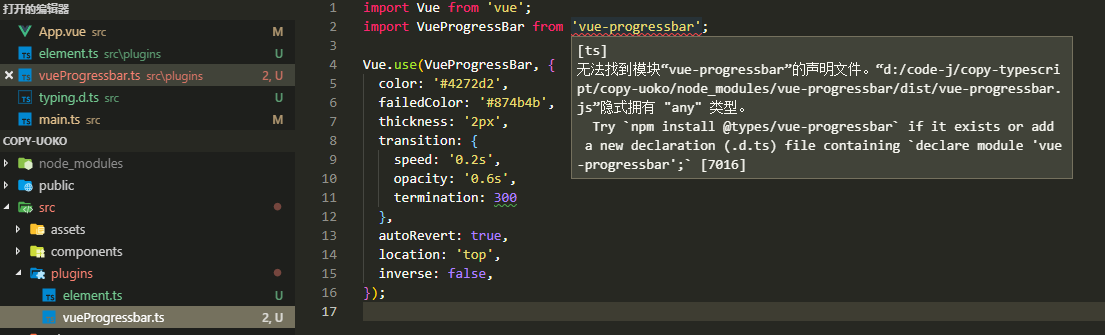 打开的编辑器
App.vue src M
element.ts src\plugins U
vueProgressbar.ts src\plugins 2, U
typing.d.ts U
main.ts src M
COPY-UOKO
node_modules
public
src
assets
components
plugins
element.ts U
vueProgressbar.ts 2, U
1 import Vue from 'vue';
2 import VueProgressBar from 'vue-progressbar';
3
4 Vue.use(VueProgressBar, {
5 color: '#4272d2',
6 failedColor: '#874b4b',
7 thickness: '2px',
8 transition: {
9 speed: '0.2s',
10 opacity: '0.6s',
11 termination: 300
12 },
13 autoRevert: true,
14 location: 'top',
15 inverse: false,
16 });
17
[ts]
无法找到模块“vue-progressbar”的声明文件。“d:/code-j/copy-typescri
pt/copy-uoko/node_modules/vue-progressbar/dist/vue-progressbar.
js”隐式拥有 "any" 类型。
Try `npm install @types/vue-progressbar` if it exists or add
a new declaration (.d.ts) file containing `declare module 'vue
-progressbar';` [7016]